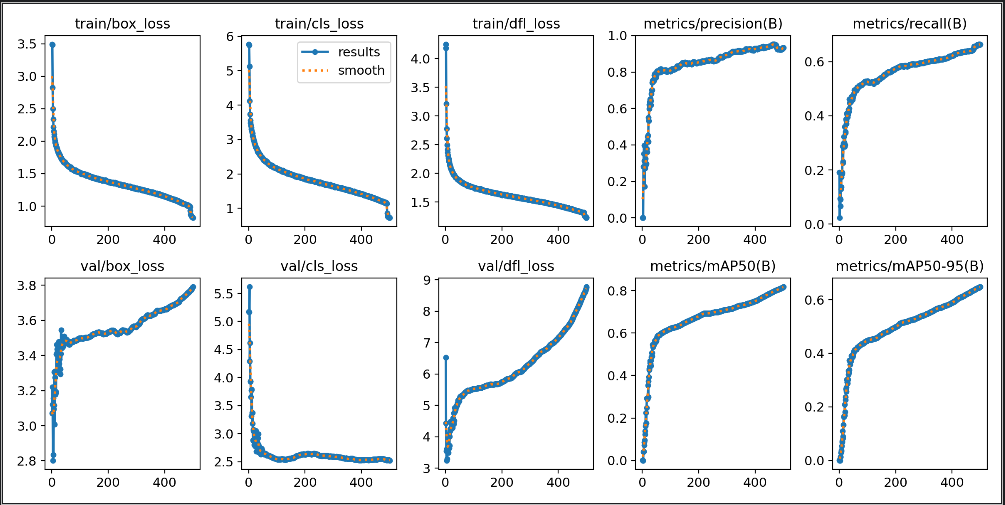 train/box_loss
train/cls_loss
train/dfl_loss
metrics/precision(B)
metrics/recall(B)
3.5
3.0
2.5
2.0
1.5
1.0
0 200 400
6
5
4
3
2
1
0 200 400
results
smooth
4.0
3.5
3.0
2.5
2.0
1.5
0 200 400
1.0
0.8
0.6
0.4
0.2
0.0
0 200 400
0.6
0.4
0.2
0.0
0 200 400
val/box_loss
val/cls_loss
val/dfl_loss
metrics/mAP50(B)
metrics/mAP50-95(B)
3.8
3.6
3.4
3.2
3.0
2.8
0 200 400
5.5
5.0
4.5
4.0
3.5
3.0
2.5
0 200 400
9
8
7
6
5
4
3
0 200 400
0.8
0.6
0.4
0.2
0.0
0 200 400
0.6
0.4
0.2
0.0
0 200 400